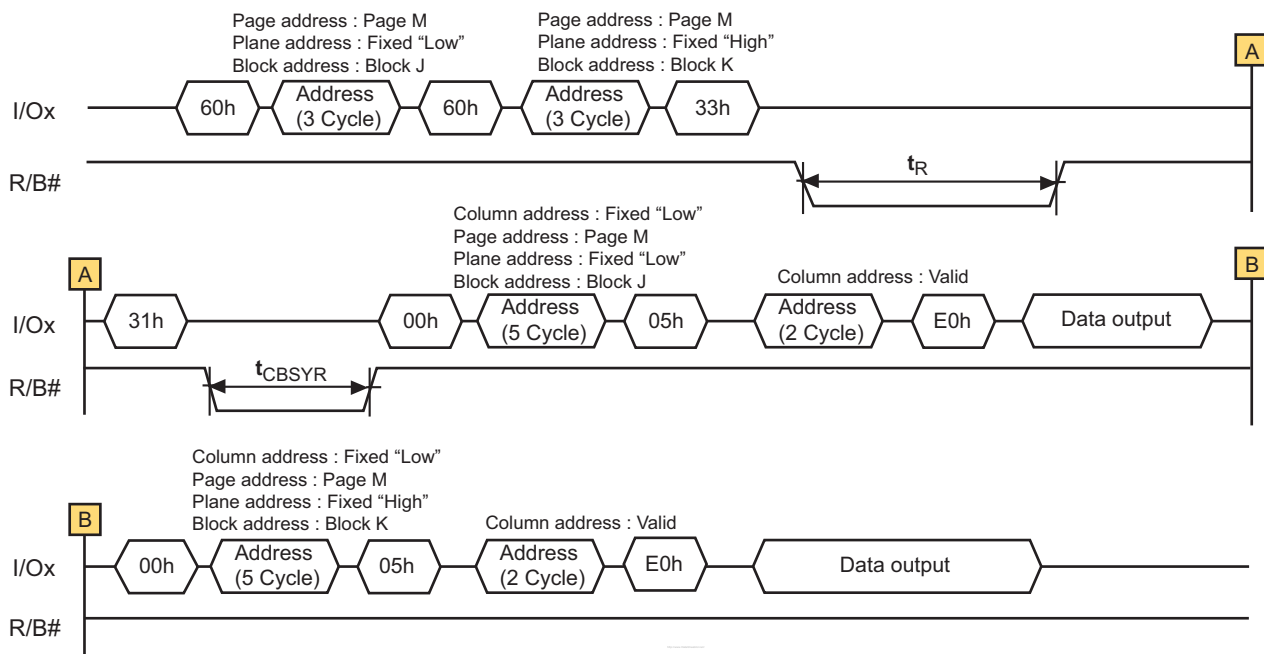 Page address : Page M
Plane address : Fixed “Low”
Block address : Block J
Page address : Page M
Plane address : Fixed “High”
Block address : Block K
A
I/Ox
60h
Address
(3 Cycle)
60h
Address
(3 Cycle)
33h
R/B#
tR
Column address : Fixed “Low”
Page address : Page M
Plane address : Fixed “Low”
Block address : Block J
Column address : Valid
A
B
I/Ox
31h
00h
Address
(5 Cycle)
05h
Address
(2 Cycle)
E0h
Data output
R/B#
tCBSYR
Column address : Fixed “Low”
Page address : Page M
Plane address : Fixed “High”
Block address : Block K
Column address : Valid
B
I/Ox
00h
Address
(5 Cycle)
05h
Address
(2 Cycle)
E0h
Data output
R/B#